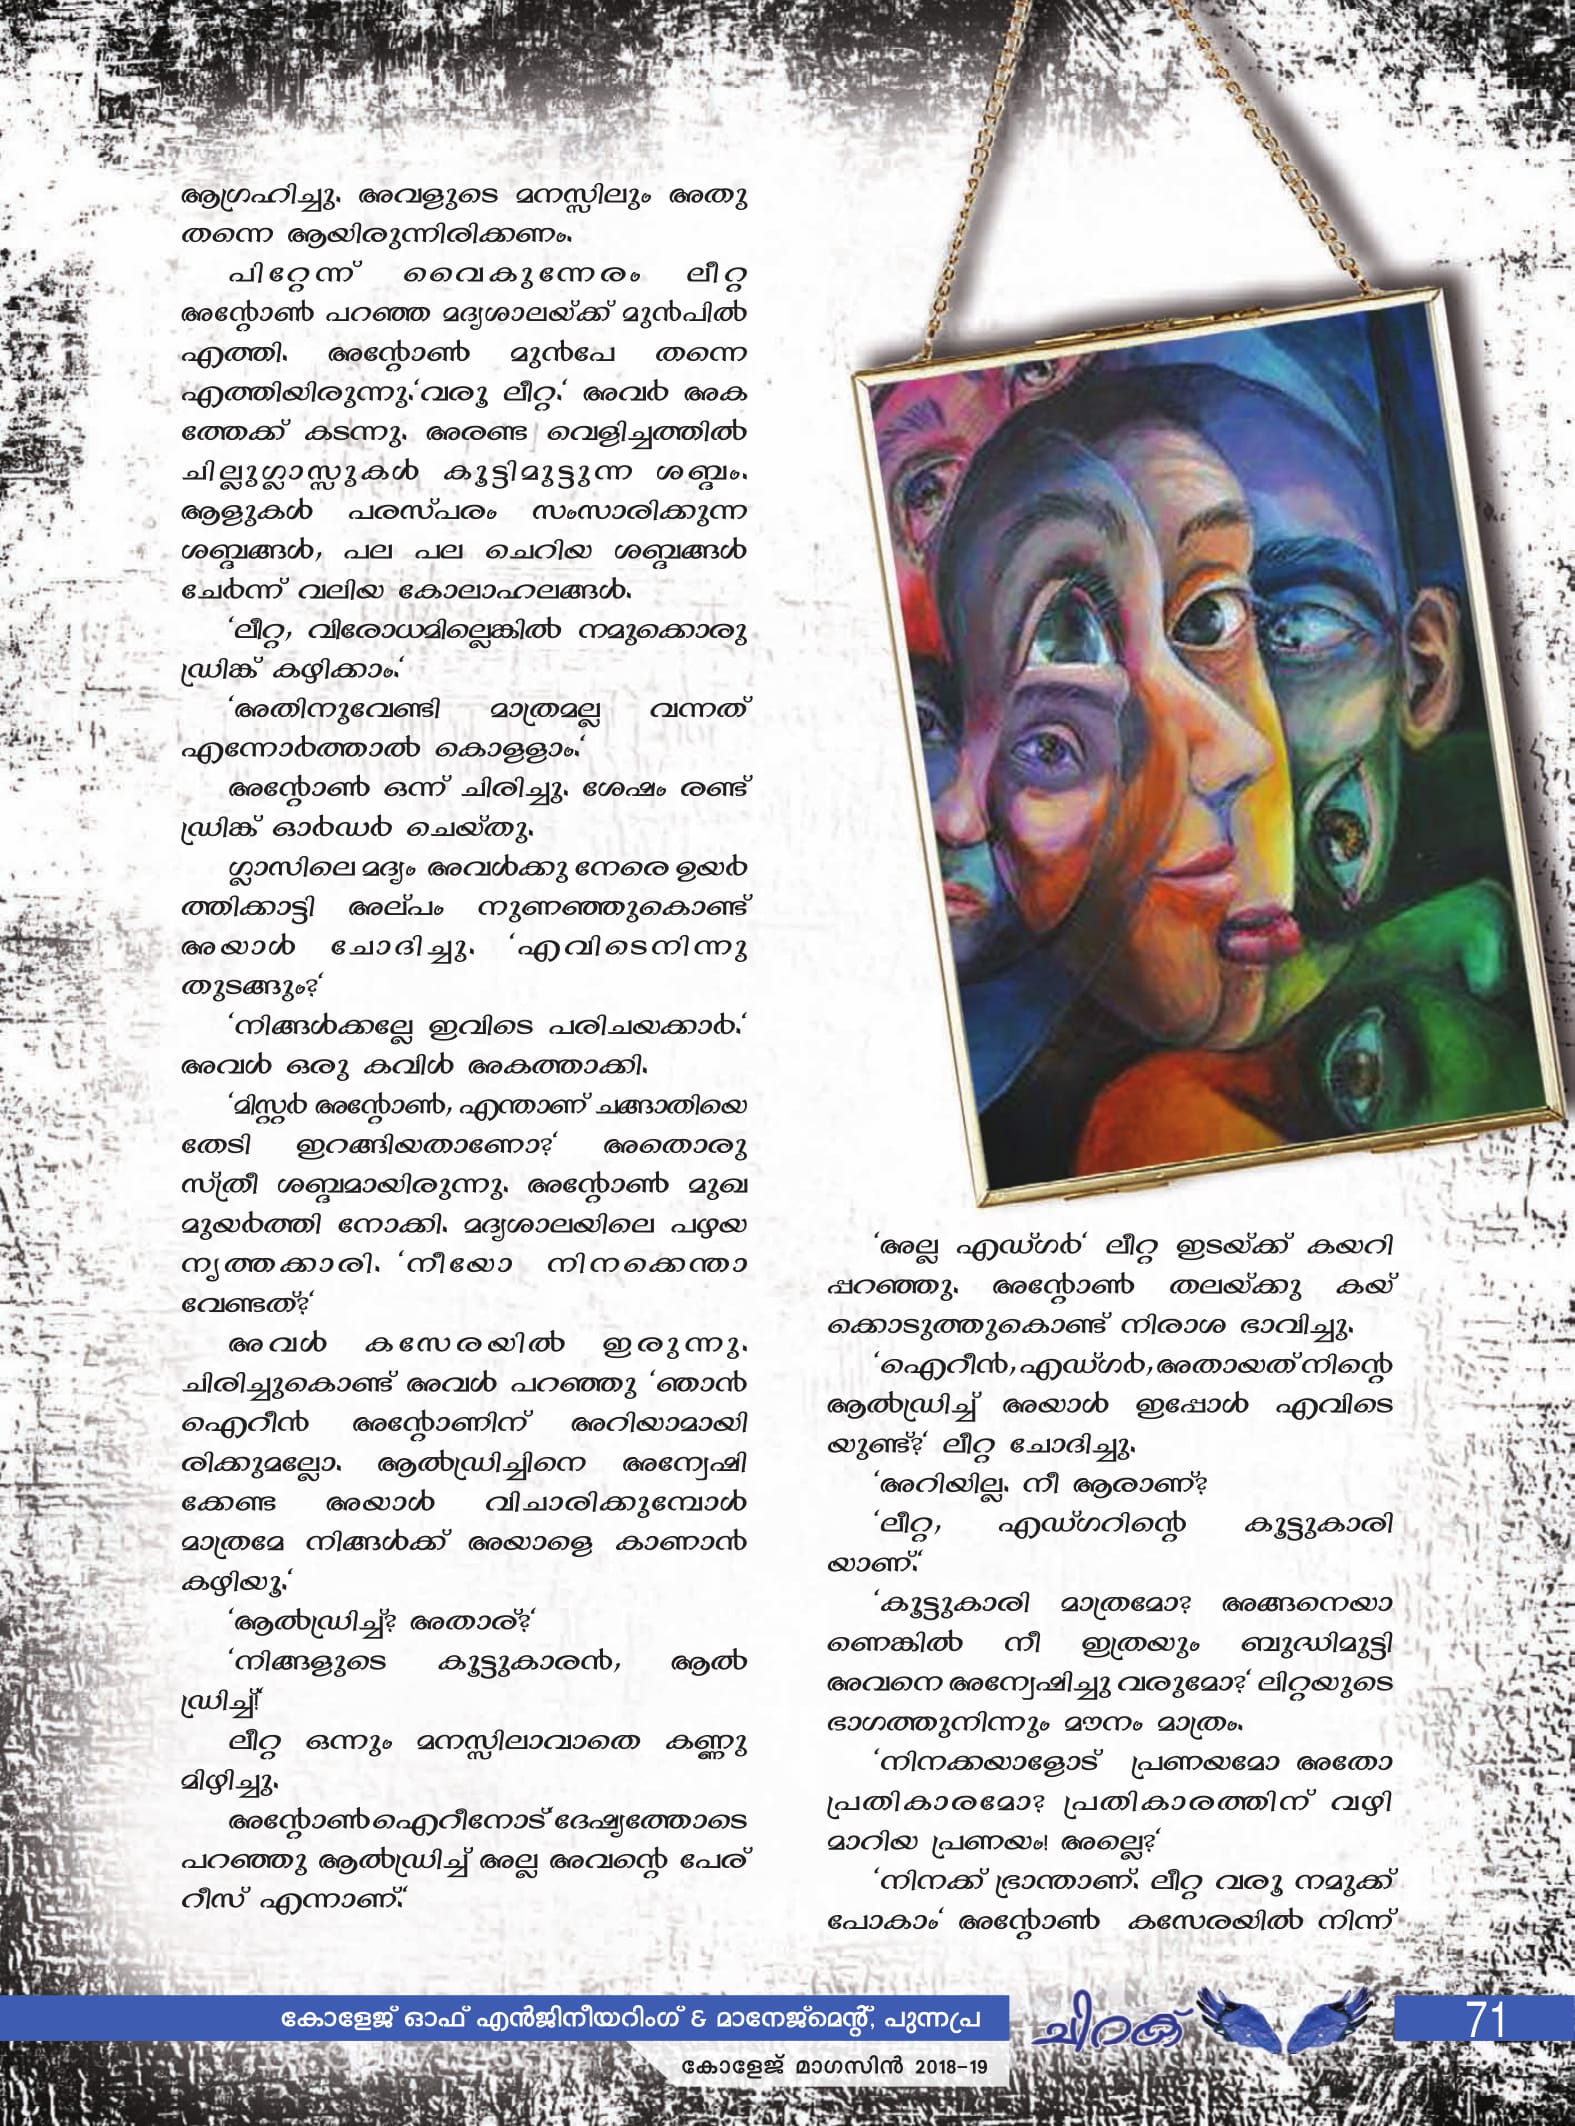 ആഗ്രഹിച്ചു. അവളുടെ മനസ്സിലും അതു
തന്നെ ആയിരുന്നിരിക്കണം.
പിറ്റേന്ന് വൈകുന്നേരം ലീറ്റ
അന്റോൺ പറഞ്ഞ മദ്യശാലയ്ക്ക് മുൻപിൽ
എത്തി. അന്റോൺ മുൻപേ തന്നെ
എത്തിയിരുന്നു.‘വരൂ ലീറ്റ.‘ അവർ അക
ത്തേക്ക് കടന്നു. അരണ്ട വെളിച്ചത്തിൽ
ചില്ലുഗ്ലാസ്സുകൾ കൂട്ടിമുട്ടുന്ന ശബ്ദം.
ആളുകൾ പരസ്പരം സംസാരിക്കുന്ന
ശബ്ദങ്ങൾ, പല പല ചെറിയ ശബ്ദങ്ങൾ
ചേർന്ന് വലിയ കോലാഹലങ്ങൾ.
‘ലീറ്റ, വിരോധമില്ലെങ്കിൽ നമുക്കൊരു
ഡ്രിങ്ക് കഴിക്കാം.‘
‘അതിനുവേണ്ടി മാത്രമല്ല വന്നത്
എന്നോർത്താൽ കൊള്ളാം.‘
അന്റോൺ ഒന്ന് ചിരിച്ചു. ശേഷം രണ്ട്
ഡ്രിങ്ക് ഓർഡർ ചെയ്തു.
ഗ്ലാസിലെ മദ്യം അവൾക്കു നേരെ ഉയർ
ത്തിക്കാട്ടി അല്പം നുണഞ്ഞുകൊണ്ട്
അയാൾ ചോദിച്ചു. ‘എവിടെനിന്നു
തുടങ്ങും?‘
‘നിങ്ങൾക്കല്ലേ ഇവിടെ പരിചയക്കാർ.‘
അവൾ ഒരു കവിൾ അകത്താക്കി.
‘മിസ്റ്റർ അന്റോൺ, എന്താണ് ചങ്ങാതിയെ
തേടി ഇറങ്ങിയതാണോ?‘ അതൊരു
സ്ത്രീ ശബ്ദമായിരുന്നു. അന്റോൺ മുഖ
മുയർത്തി നോക്കി. മദ്യശാലയിലെ പഴയ
നൃത്തക്കാരി. ‘നീയോ നിനക്കെന്താ
വേണ്ടത്?‘
അവൾ കസേരയിൽ ഇരുന്നു.
ചിരിച്ചുകൊണ്ട് അവൾ പറഞ്ഞു ‘ഞാൻ
ഐറീൻ അന്റോണിന് അറിയാമായി
രിക്കുമല്ലോ. ആൽഡ്രിച്ചിനെ അന്വേഷി
ക്കേണ്ട അയാൾ വിചാരിക്കുമ്പോൾ
മാത്രമേ നിങ്ങൾക്ക് അയാളെ കാണാൻ
കഴിയൂ.‘
‘ആൽഡ്രിച്ച്? അതാര്?‘
‘നിങ്ങളുടെ കൂട്ടുകാരൻ, ആൽ
ഡ്രിച്ച്!‘
ലീറ്റ ഒന്നും മനസ്സിലാവാതെ കണ്ണു
മിഴിച്ചു.
അന്റോൺ ഐറീനോട് ദേഷ്യത്തോടെ
പറഞ്ഞു ആൽഡ്രിച്ച് അല്ല അവന്റെ പേര്
റീസ് എന്നാണ്.‘
‘അല്ല എഡ്ഗർ‘ ലീറ്റ ഇടയ്ക്ക് കയറി
പ്പറഞ്ഞു. അന്റോൺ തലയ്ക്കു കയ്
ക്കൊടുത്തുകൊണ്ട് നിരാശ ഭാവിച്ചു.
‘ഐറീൻ,എഡ്ഗർ,അതായത് നിന്റെ
ആൽഡ്രിച്ച് അയാൾ ഇപ്പോൾ എവിടെ
യുണ്ട്?‘ ലീറ്റ ചോദിച്ചു.
‘അറിയില്ല. നീ ആരാണ്?
‘ലീറ്റ, എഡ്ഗറിന്റെ കൂട്ടുകാരി
യാണ്.‘
‘കൂട്ടുകാരി മാത്രമോ? അങ്ങനെയാ
ണെങ്കിൽ നീ ഇത്രയും ബുദ്ധിമുട്ടി
അവനെ അന്വേഷിച്ചു വരുമോ?‘ ലിറ്റയുടെ
ഭാഗത്തുനിന്നും മൗനം മാത്രം.
‘നിനക്കയാളോട് പ്രണയമോ അതോ
പ്രതികാരമോ? പ്രതികാരത്തിന് വഴി
മാറിയ പ്രണയം! അല്ലെ?‘
‘നിനക്ക് ഭ്രാന്താണ്. ലീറ്റ വരൂ നമുക്ക്
പോകാം‘ അന്റോൺ കസേരയിൽ നിന്ന്
കോളേജ് ഓഫ് എൻജിനീയറിംഗ് & മാനേജ്മെന്റ്, പുന്നപ്ര
ചിറക്
71
കോളേജ് മാഗസിൻ 2018-19